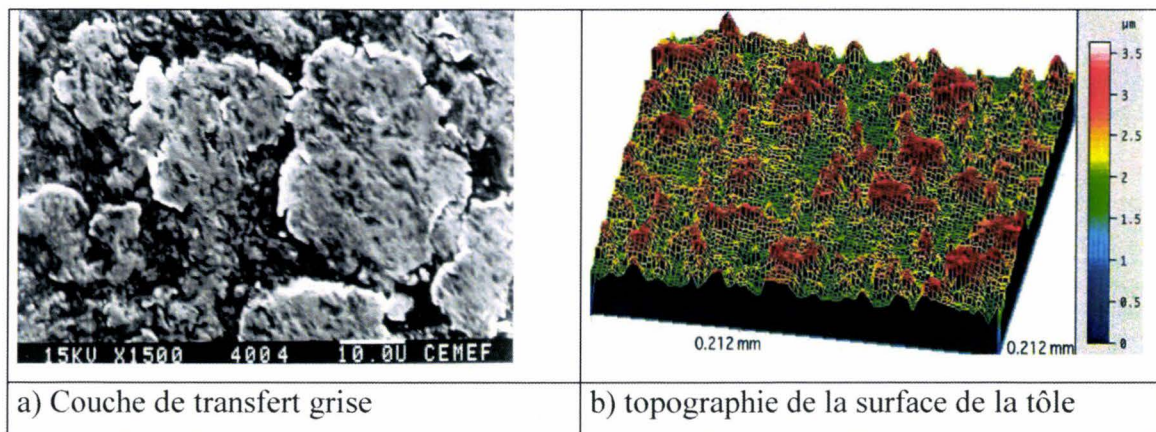 15KV X1500 4004 10.0U CEMEF
µm
3.5
3
2.5
2
1.5
1
0.5
0
0.212 mm
0.212 mm
a) Couche de transfert grise
b) topographie de la surface de la tôle